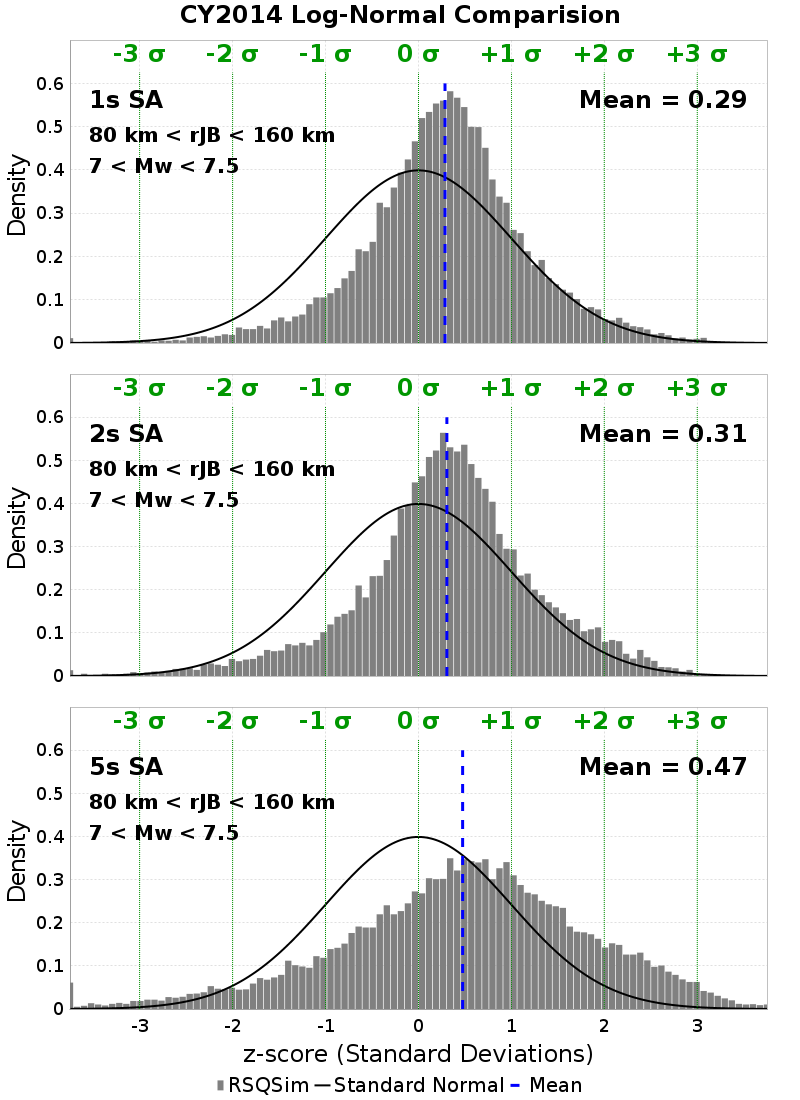 CY2014 Log-Normal Comparision
-3 σ -2 σ -1 σ 0 σ +1 σ +2 σ +3 σ
1s SA
Mean = 0.29
80 km < rJB < 160 km
7 < Mw < 7.5
Density
0.6
0.5
0.4
0.3
0.2
0.1
0
-3 σ -2 σ -1 σ 0 σ +1 σ +2 σ +3 σ
2s SA
Mean = 0.31
80 km < rJB < 160 km
7 < Mw < 7.5
Density
0.6
0.5
0.4
0.3
0.2
0.1
0
-3 σ -2 σ -1 σ 0 σ +1 σ +2 σ +3 σ
5s SA
Mean = 0.47
80 km < rJB < 160 km
7 < Mw < 7.5
Density
0.6
0.5
0.4
0.3
0.2
0.1
0
-3 -2 -1 0 1 2 3
z-score (Standard Deviations)
RSQSim Standard Normal Mean